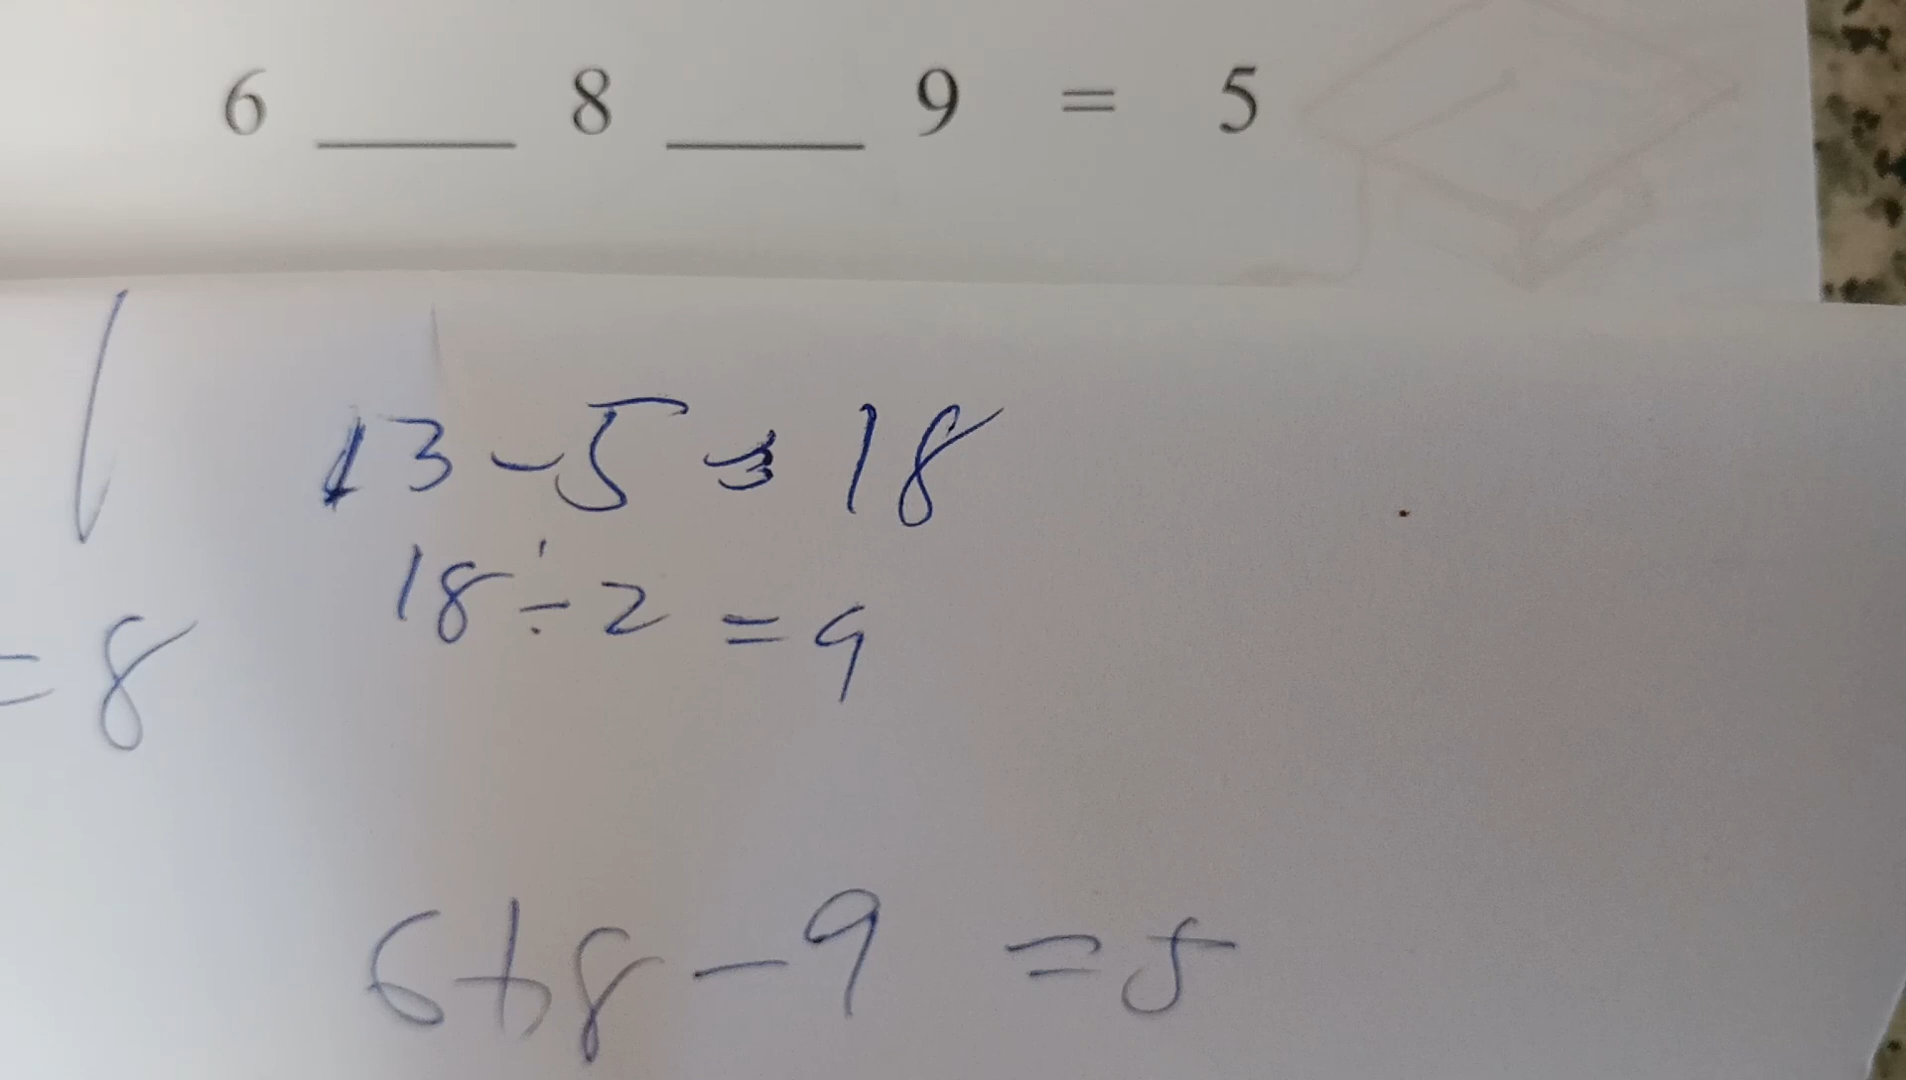 6 ____ 8 ____ 9 = 5
13 - 5 = 18
18 ÷ 2 = 9
= 8
6 + 8 - 9 = 5